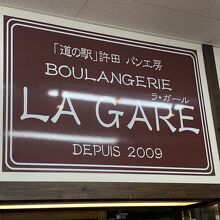 「道の駅」許田 パン工房
BOULANGERIE
LA GARE
ラ・ガール
DEPUIS 2009